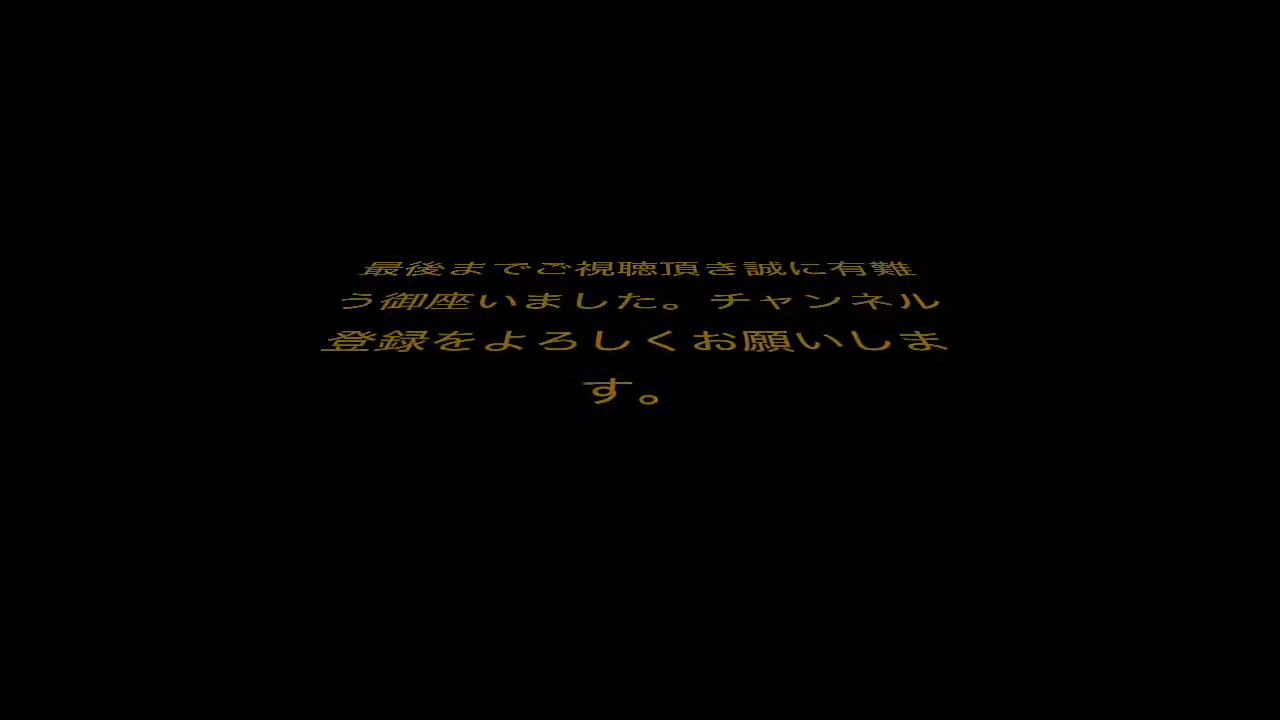 最後までご視聴頂き誠に有難
う御座いました。チャンネル
登録をよろしくお願いしま
す。